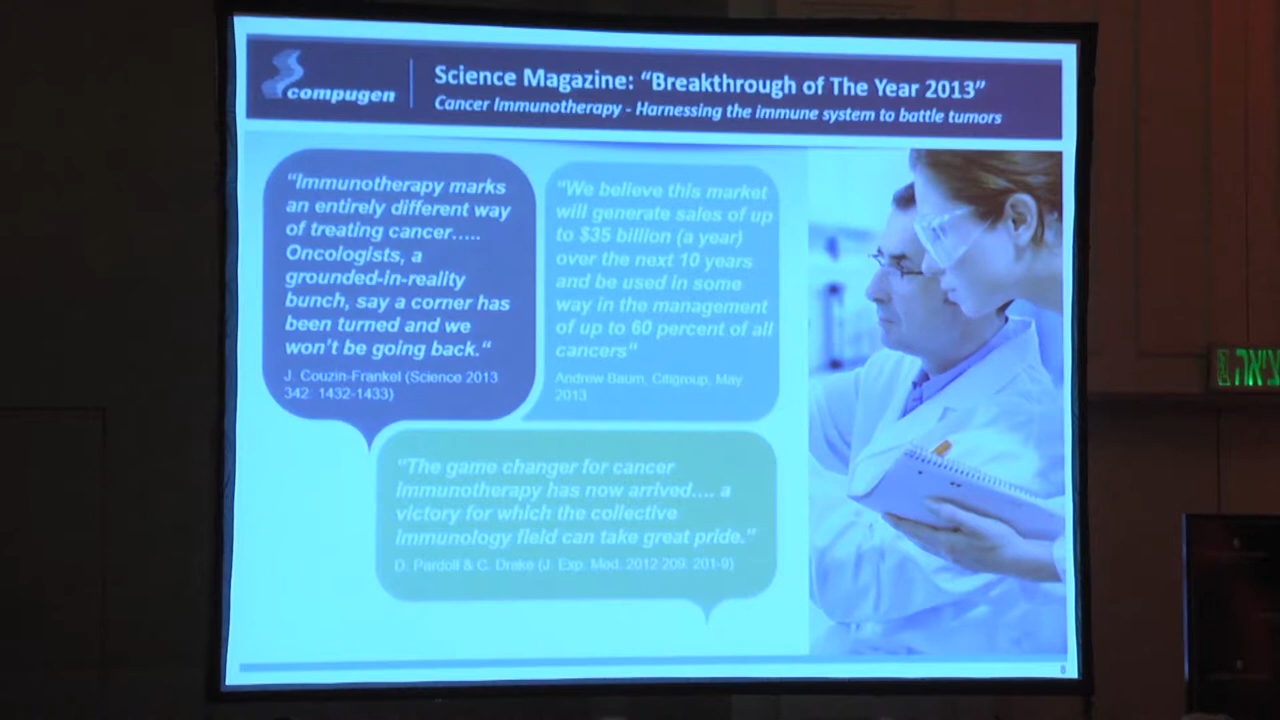 compugen
Science Magazine: “Breakthrough of The Year 2013”
Cancer Immunotherapy - Harnessing the immune system to battle tumors
“Immunotherapy marks
an entirely different way
of treating cancer…..
Oncologists, a
grounded-in-reality
bunch, say a corner has
been turned and we
won’t be going back.“
J. Couzin-Frankel (Science 2013
342: 1432-1433)
“We believe this market
will generate sales of up
to $35 billion (a year)
over the next 10 years
and be used in some
way in the management
of up to 60 percent of all
cancers“
Andrew Baum, Citigroup, May
2013
“The game changer for cancer
immunotherapy has now arrived…. a
victory for which the collective
immunology field can take great pride.”
D. Pardoll & C. Drake (J. Exp. Med. 2012 209: 201-9)
8